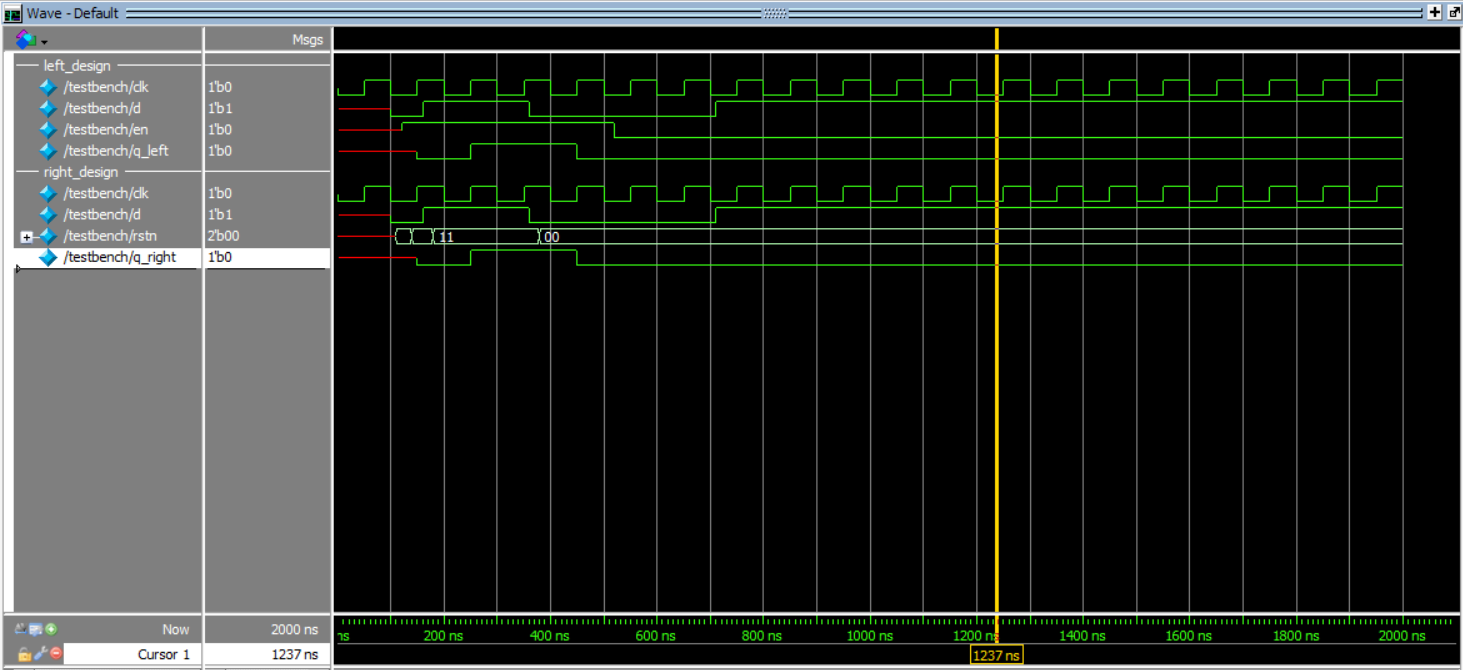 Wave - Default
Msgs
left_design
/testbench/clk 1'b0
/testbench/d 1'b1
/testbench/en 1'b0
/testbench/q_left 1'b0
right_design
/testbench/clk 1'b0
/testbench/d 1'b1
/testbench/rstn 2'b00 11 00
/testbench/q_right 1'b0
Now 2000 ns ns 200 ns 400 ns 600 ns 800 ns 1000 ns 1200 ns 1400 ns 1600 ns 1800 ns 2000 ns
Cursor 1 1237 ns 1237 ns